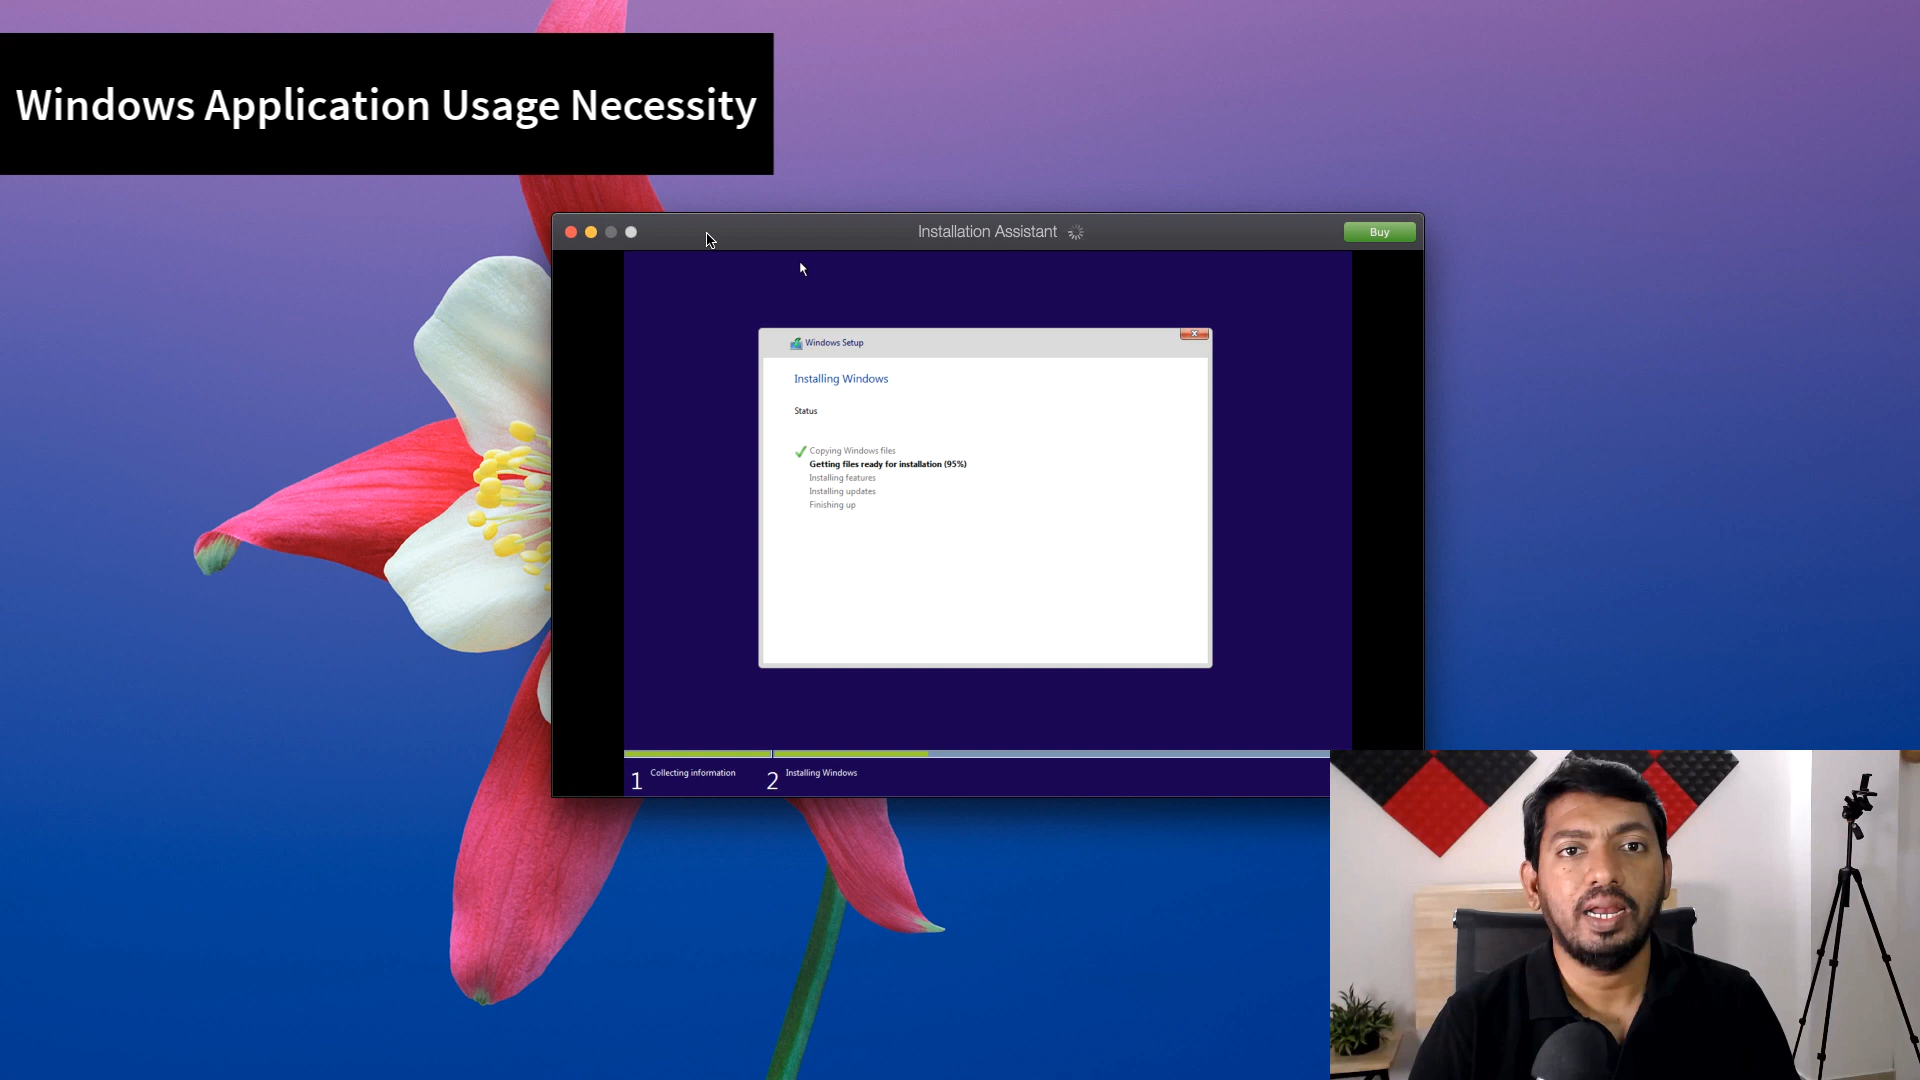 Windows Application Usage Necessity
Installation Assistant
Buy
Windows Setup
Installing Windows
Status
Copying Windows files
Getting files ready for installation (95%)
Installing features
Installing updates
Finishing up
1 Collecting information
2 Installing Windows